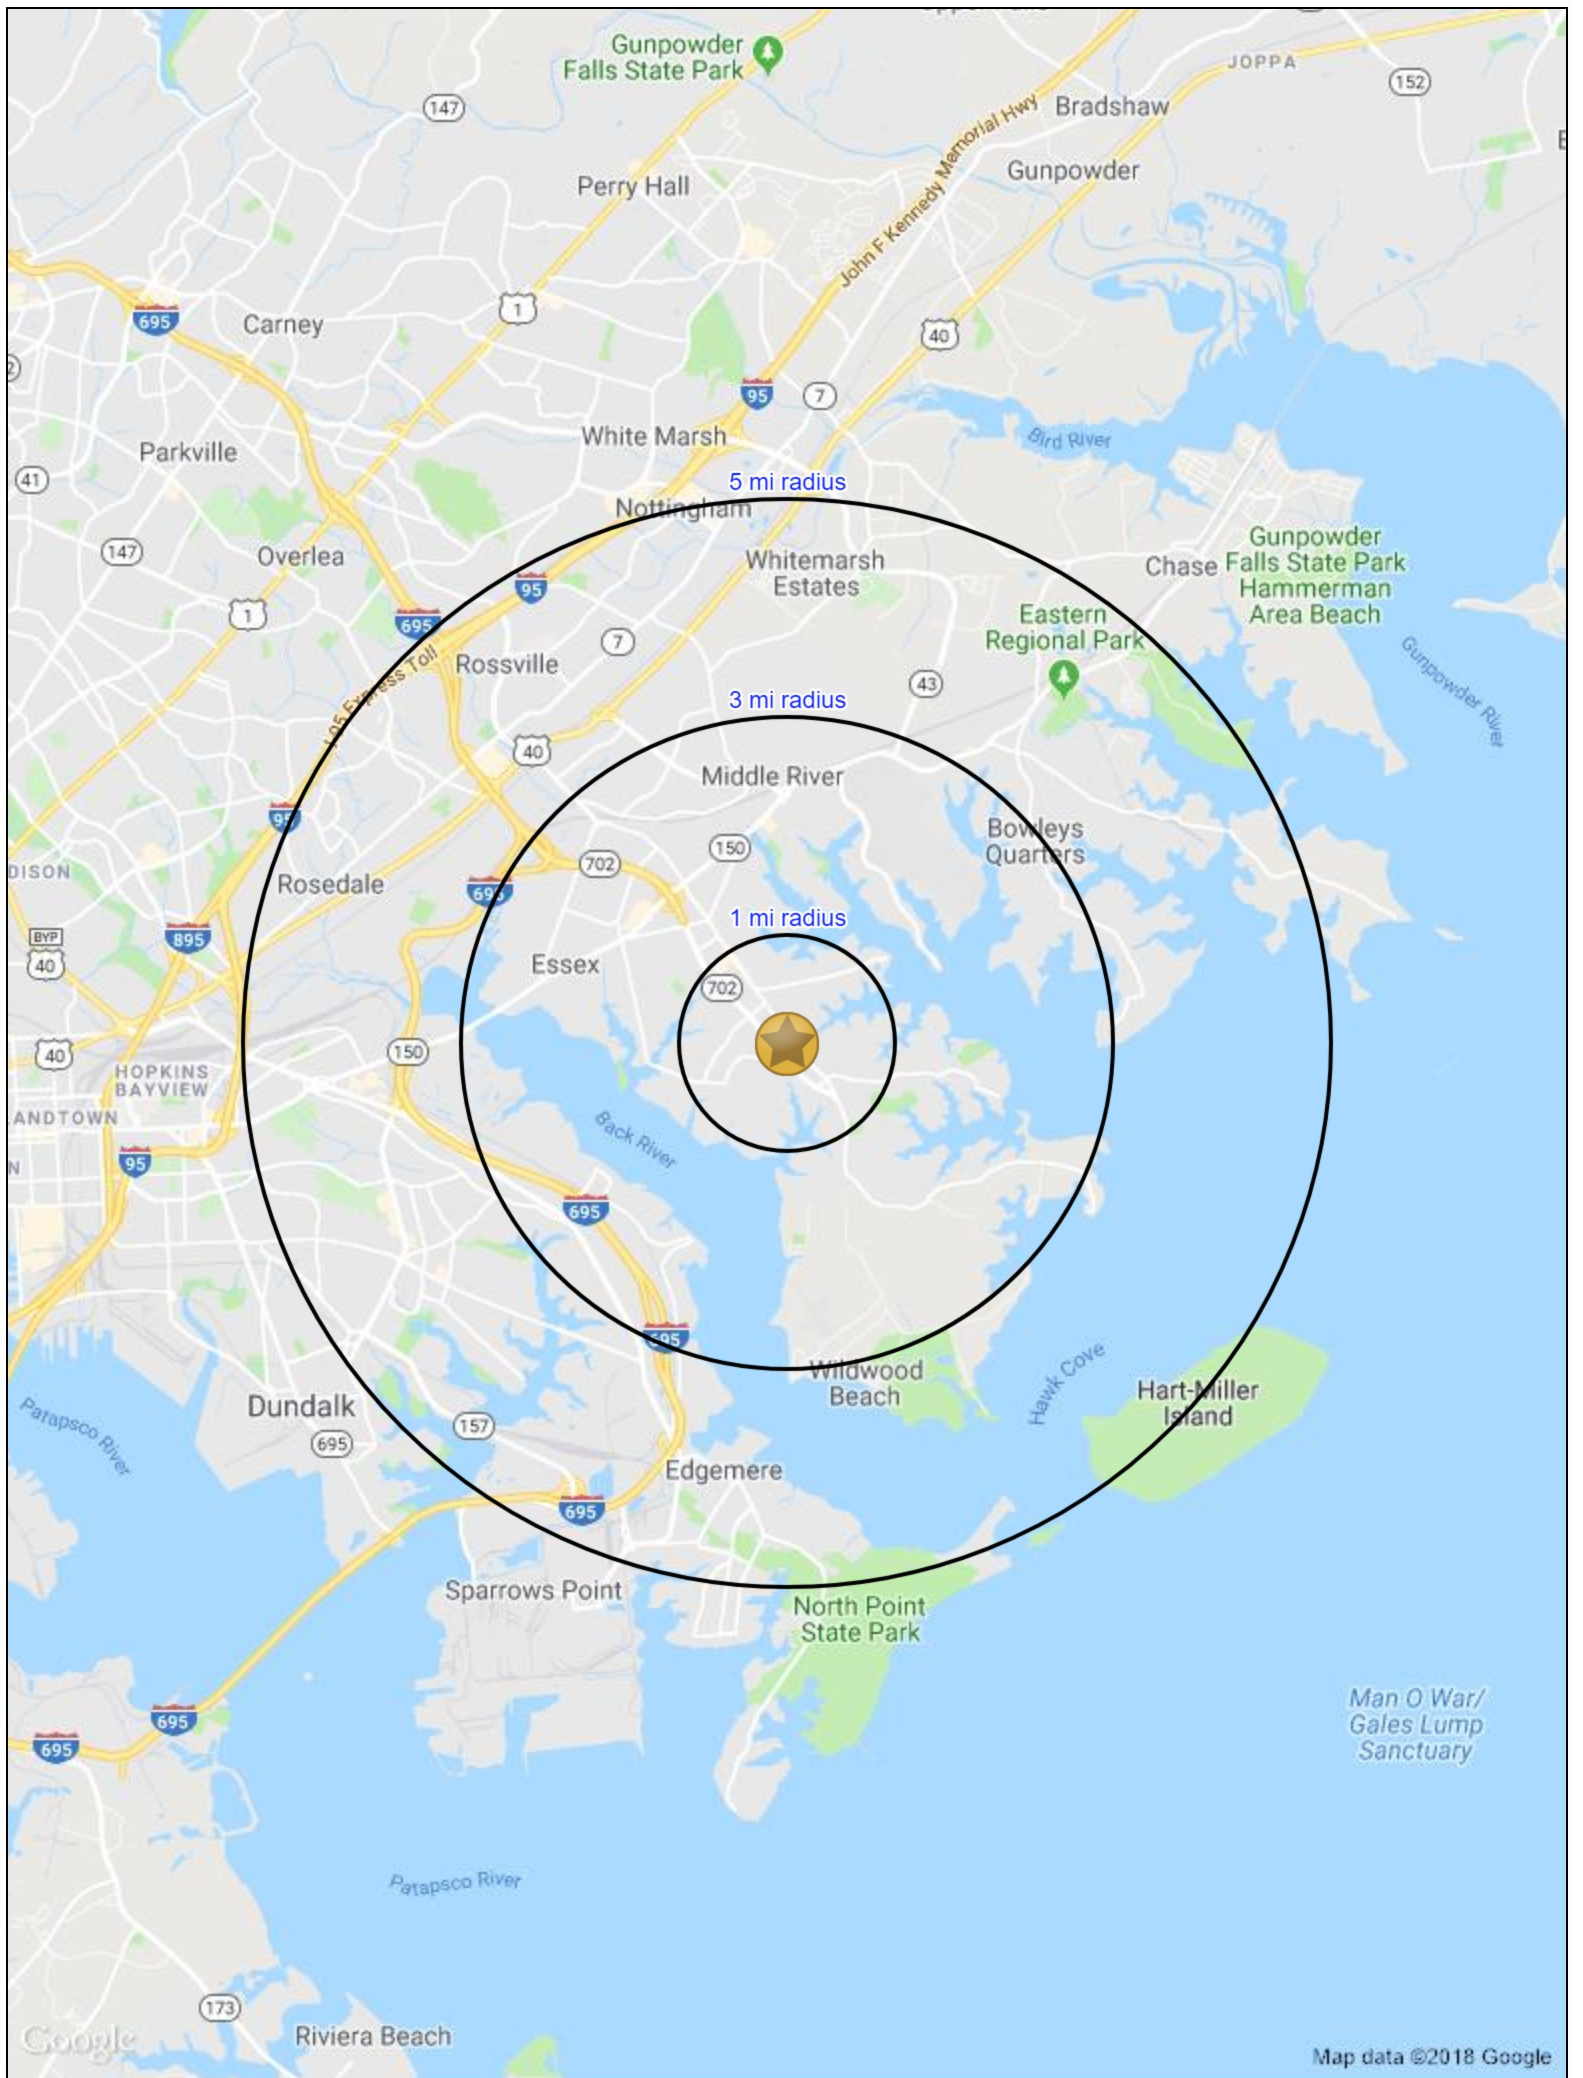 Gunpowder
Falls State Park
JOPPA
152
147
Bradshaw
John F Kennedy Memorial Hwy
Gunpowder
Perry Hall
1
695
Carney
40
95
7
White Marsh
Bird River
Parkville
41
5 mi radius
Nottingham
147
Overlea
Whitemarsh
Estates
Chase
Gunpowder
Falls State Park
Hammerman
Area Beach
95
1
695
Eastern
Regional Park
7
Rossville
I-95 Express Toll
43
Gunpowder River
3 mi radius
40
Middle River
95
Bowleys
Quarters
150
702
DISON
Rosedale
695
1 mi radius
BYP
40
895
Essex
702
40
150
HOPKINS
BAYVIEW
ANDTOWN
Back River
95
N
695
695
Wildwood
Beach
Hawk Cove
Hart-Miller
Island
Dundalk
Patapsco River
695
157
Edgemere
695
Sparrows Point
North Point
State Park
695
695
Man O War/
Gales Lump
Sanctuary
Patapsco River
173
Riviera Beach
Google
Map data ©2018 Google